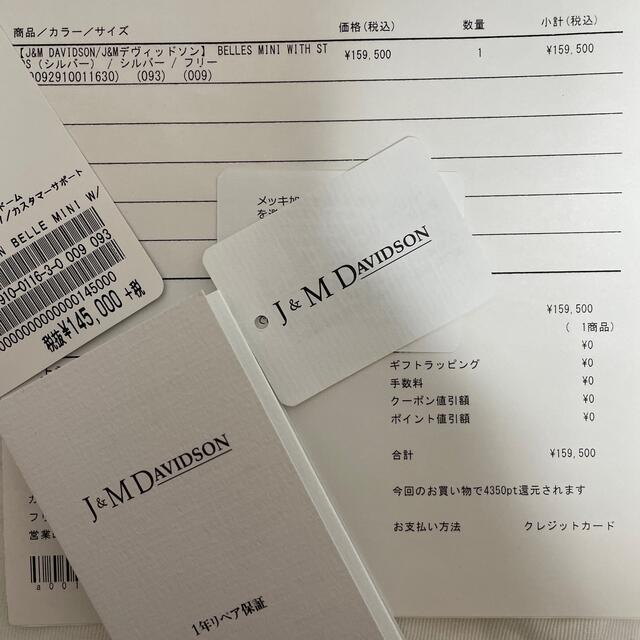 商品/カラー/サイズ 価格(税込) 数量 小計(税込)
【J&M DAVIDSON/J&Mデヴィッドソン】 BELLES MINI WITH ST ¥159,500 1 ¥159,500
S (シルバー) / シルバー / フリー
0092910011630) (093) (009)
カスタマーサポート
BELLE MINI W/
910-0116-3-0 009 093
税抜¥145,000 +税
メッキ加
J & M DAVIDSON
¥159,500
( 1商品)
¥0
ギフトラッピング ¥0
手数料 ¥0
クーポン値引額 ¥0
ポイント値引額 ¥0
合計 ¥159,500
今回のお買い物で4350pt還元されます
お支払い方法 クレジットカード
J & M DAVIDSON
1年リペア保証
営業